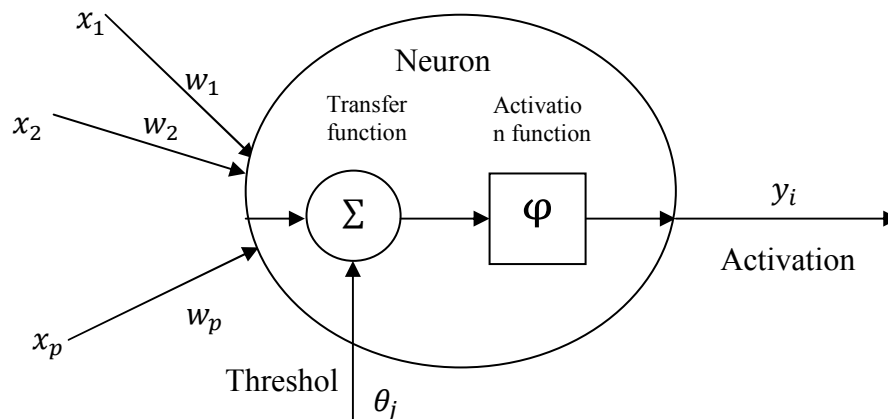 x₁
w₁
Neuron
x₂
w₂
Transfer
function
Activatio
n function
Σ
φ
yᵢ
Activation
xₚ
wₚ
Threshol
θⱼ